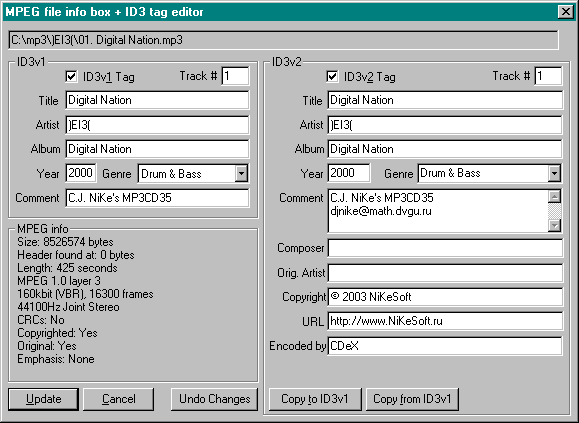 MPEG file info box + ID3 tag editor
C:\mp3\)EI3(\01. Digital Nation.mp3
ID3v1
ID3v1 Tag Track # 1
Title Digital Nation
Artist )EI3(
Album Digital Nation
Year 2000 Genre Drum & Bass
Comment C.J. NiKe's MP3CD35
MPEG info
Size: 8526574 bytes
Header found at: 0 bytes
Length: 425 seconds
MPEG 1.0 layer 3
160kbit (VBR), 16300 frames
44100Hz Joint Stereo
CRCs: No
Copyrighted: Yes
Original: Yes
Emphasis: None
Update Cancel Undo Changes
ID3v2
ID3v2 Tag Track # 1
Title Digital Nation
Artist )EI3(
Album Digital Nation
Year 2000 Genre Drum & Bass
Comment C.J. NiKe's MP3CD35
djnike@math.dvgu.ru
Composer
Orig. Artist
Copyright © 2003 NiKeSoft
URL http://www.NiKeSoft.ru
Encoded by CDeX
Copy to ID3v1 Copy from ID3v1